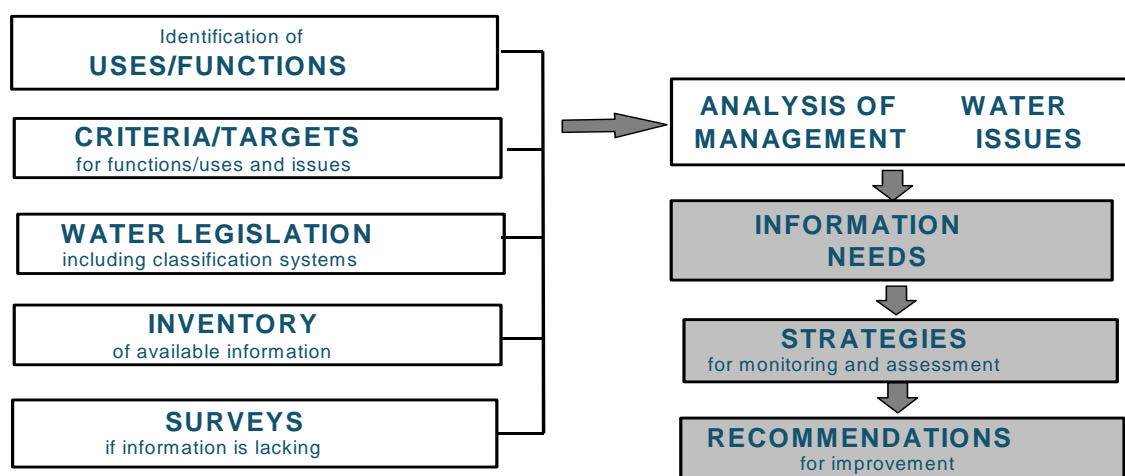 Identification of
USES/FUNCTIONS
CRITERIA/TARGETS
for functions/uses and issues
WATER LEGISLATION
including classification systems
INVENTORY
of available information
SURVEYS
if information is lacking
ANALYSIS OF WATER
MANAGEMENT ISSUES
INFORMATION
NEEDS
STRATEGIES
for monitoring and assessment
RECOMMENDATIONS
for improvement